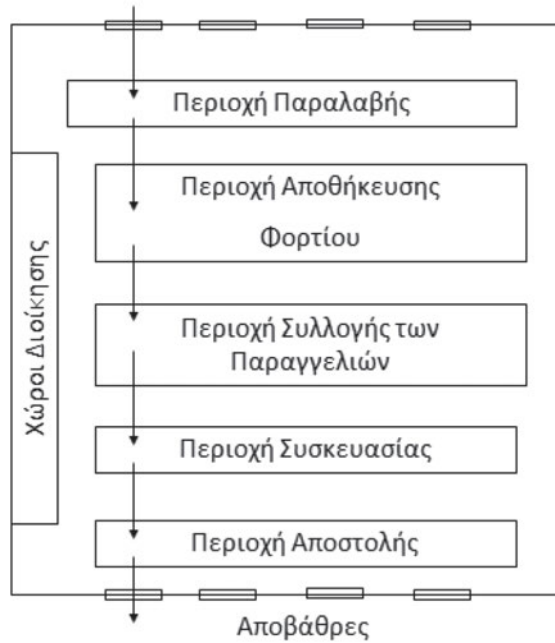 Περιοχή Παραλαβής
Περιοχή Αποθήκευσης
Φορτίου
Χώροι Διοίκησης
Περιοχή Συλλογής των
Παραγγελιών
Περιοχή Συσκευασίας
Περιοχή Αποστολής
Αποβάθρες